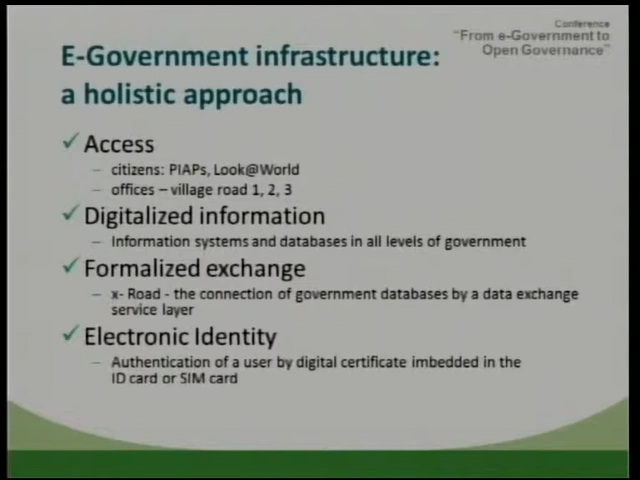 Conference
"From e-Government to
Open Governance"
E-Government infrastructure:
a holistic approach
✓ Access
– citizens: PIAPs, Look@World
– offices – village road 1, 2, 3
✓ Digitalized information
– Information systems and databases in all levels of government
✓ Formalized exchange
– x- Road - the connection of government databases by a data exchange
service layer
✓ Electronic Identity
– Authentication of a user by digital certificate imbedded in the
ID card or SIM card